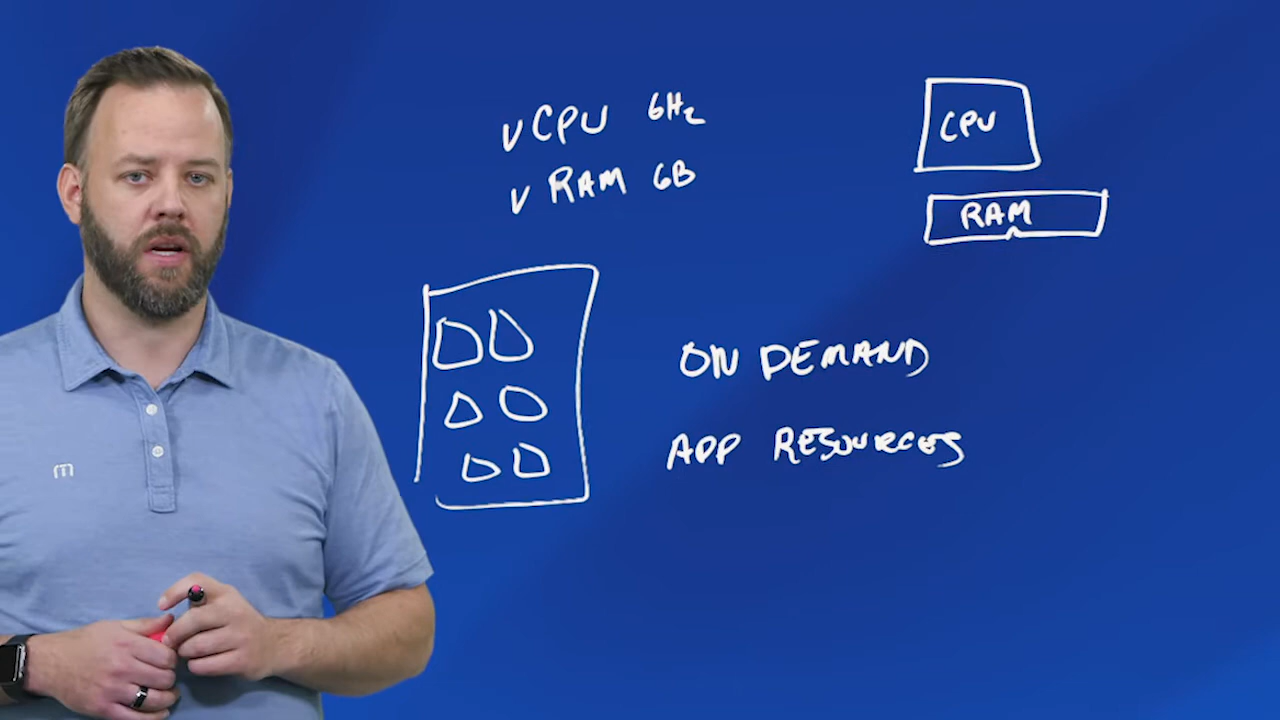 vCPU GHz
vRAM GB
CPU
RAM
ON DEMAND
APP RESOURCES
m